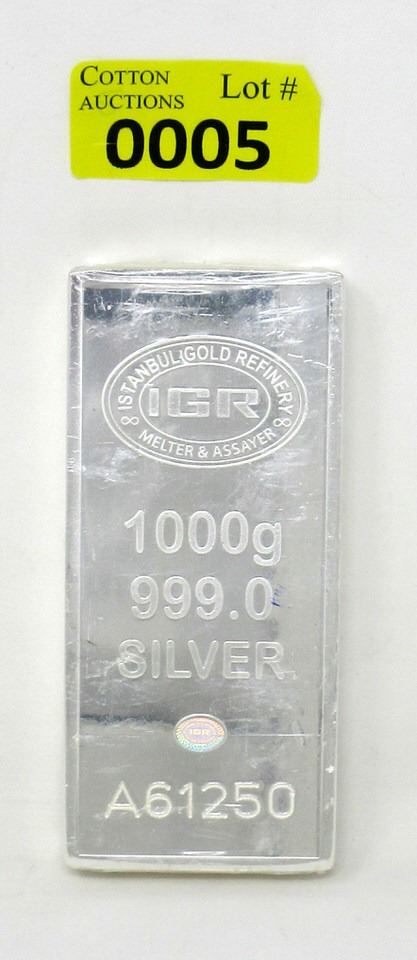 COTTON
AUCTIONS
Lot #
0005
ISTANBUL GOLD REFINERY
IGR
MELTER & ASSAYER
1000g
999.0
SILVER
IGR
A61250